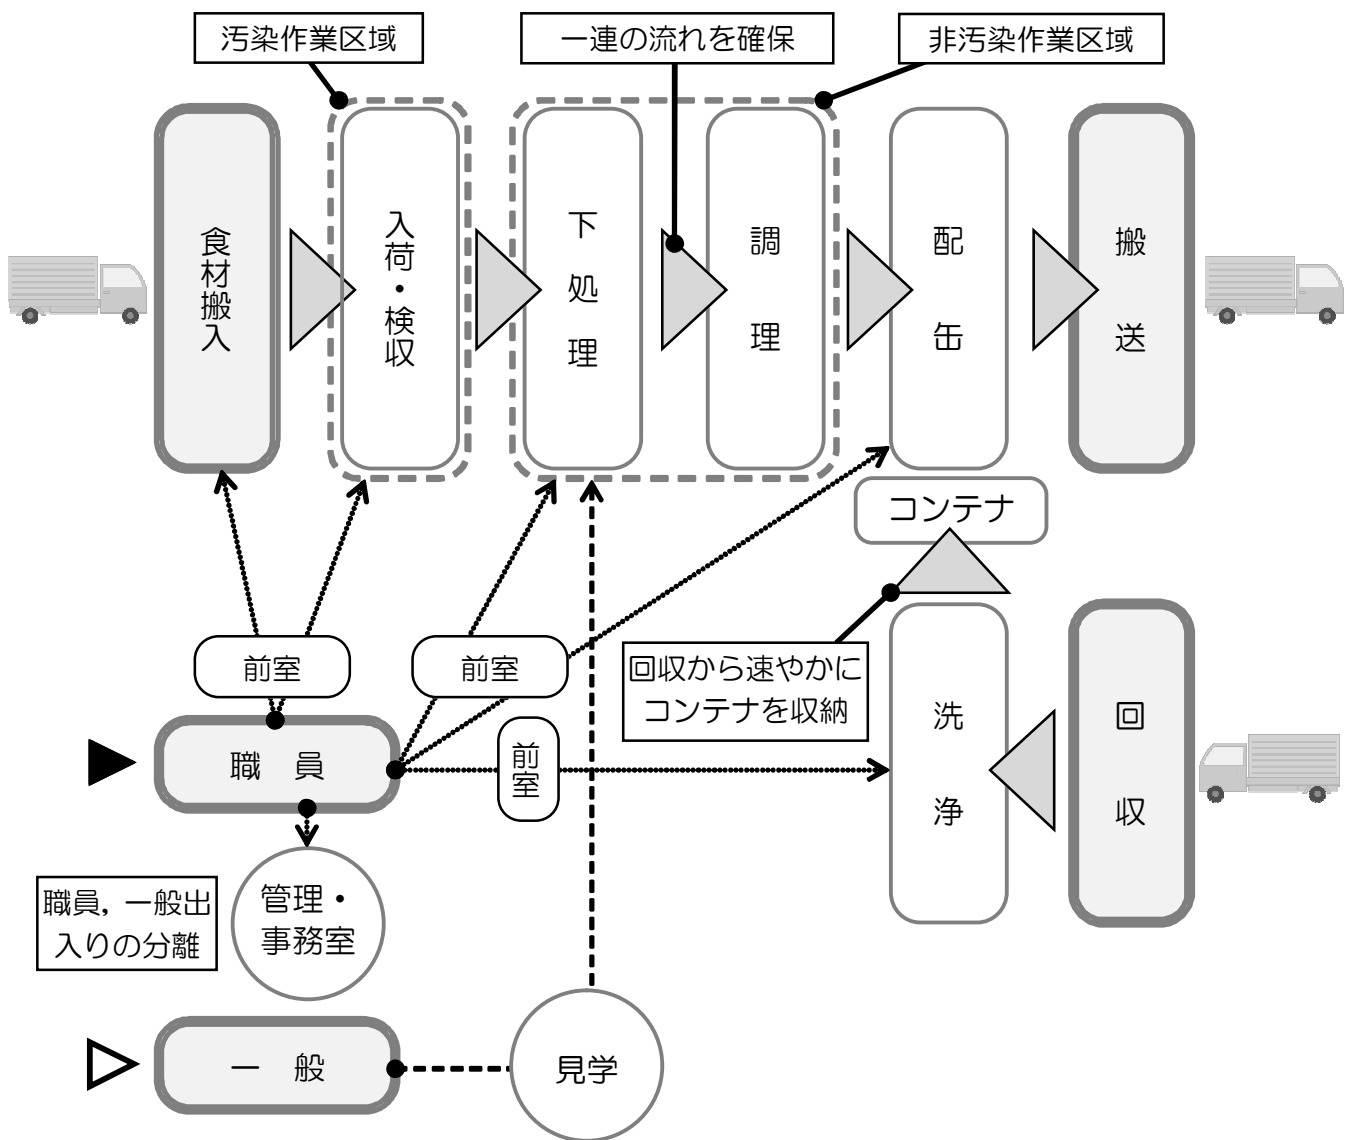 汚染作業区域
一連の流れを確保
非汚染作業区域
食材搬入
入荷・検収
下処理
調理
配缶
搬送
コンテナ
前室
前室
回収から速やかに
コンテナを収納
洗浄
回収
職員
前室
職員，一般出
入りの分離
管理・
事務室
一般
見学